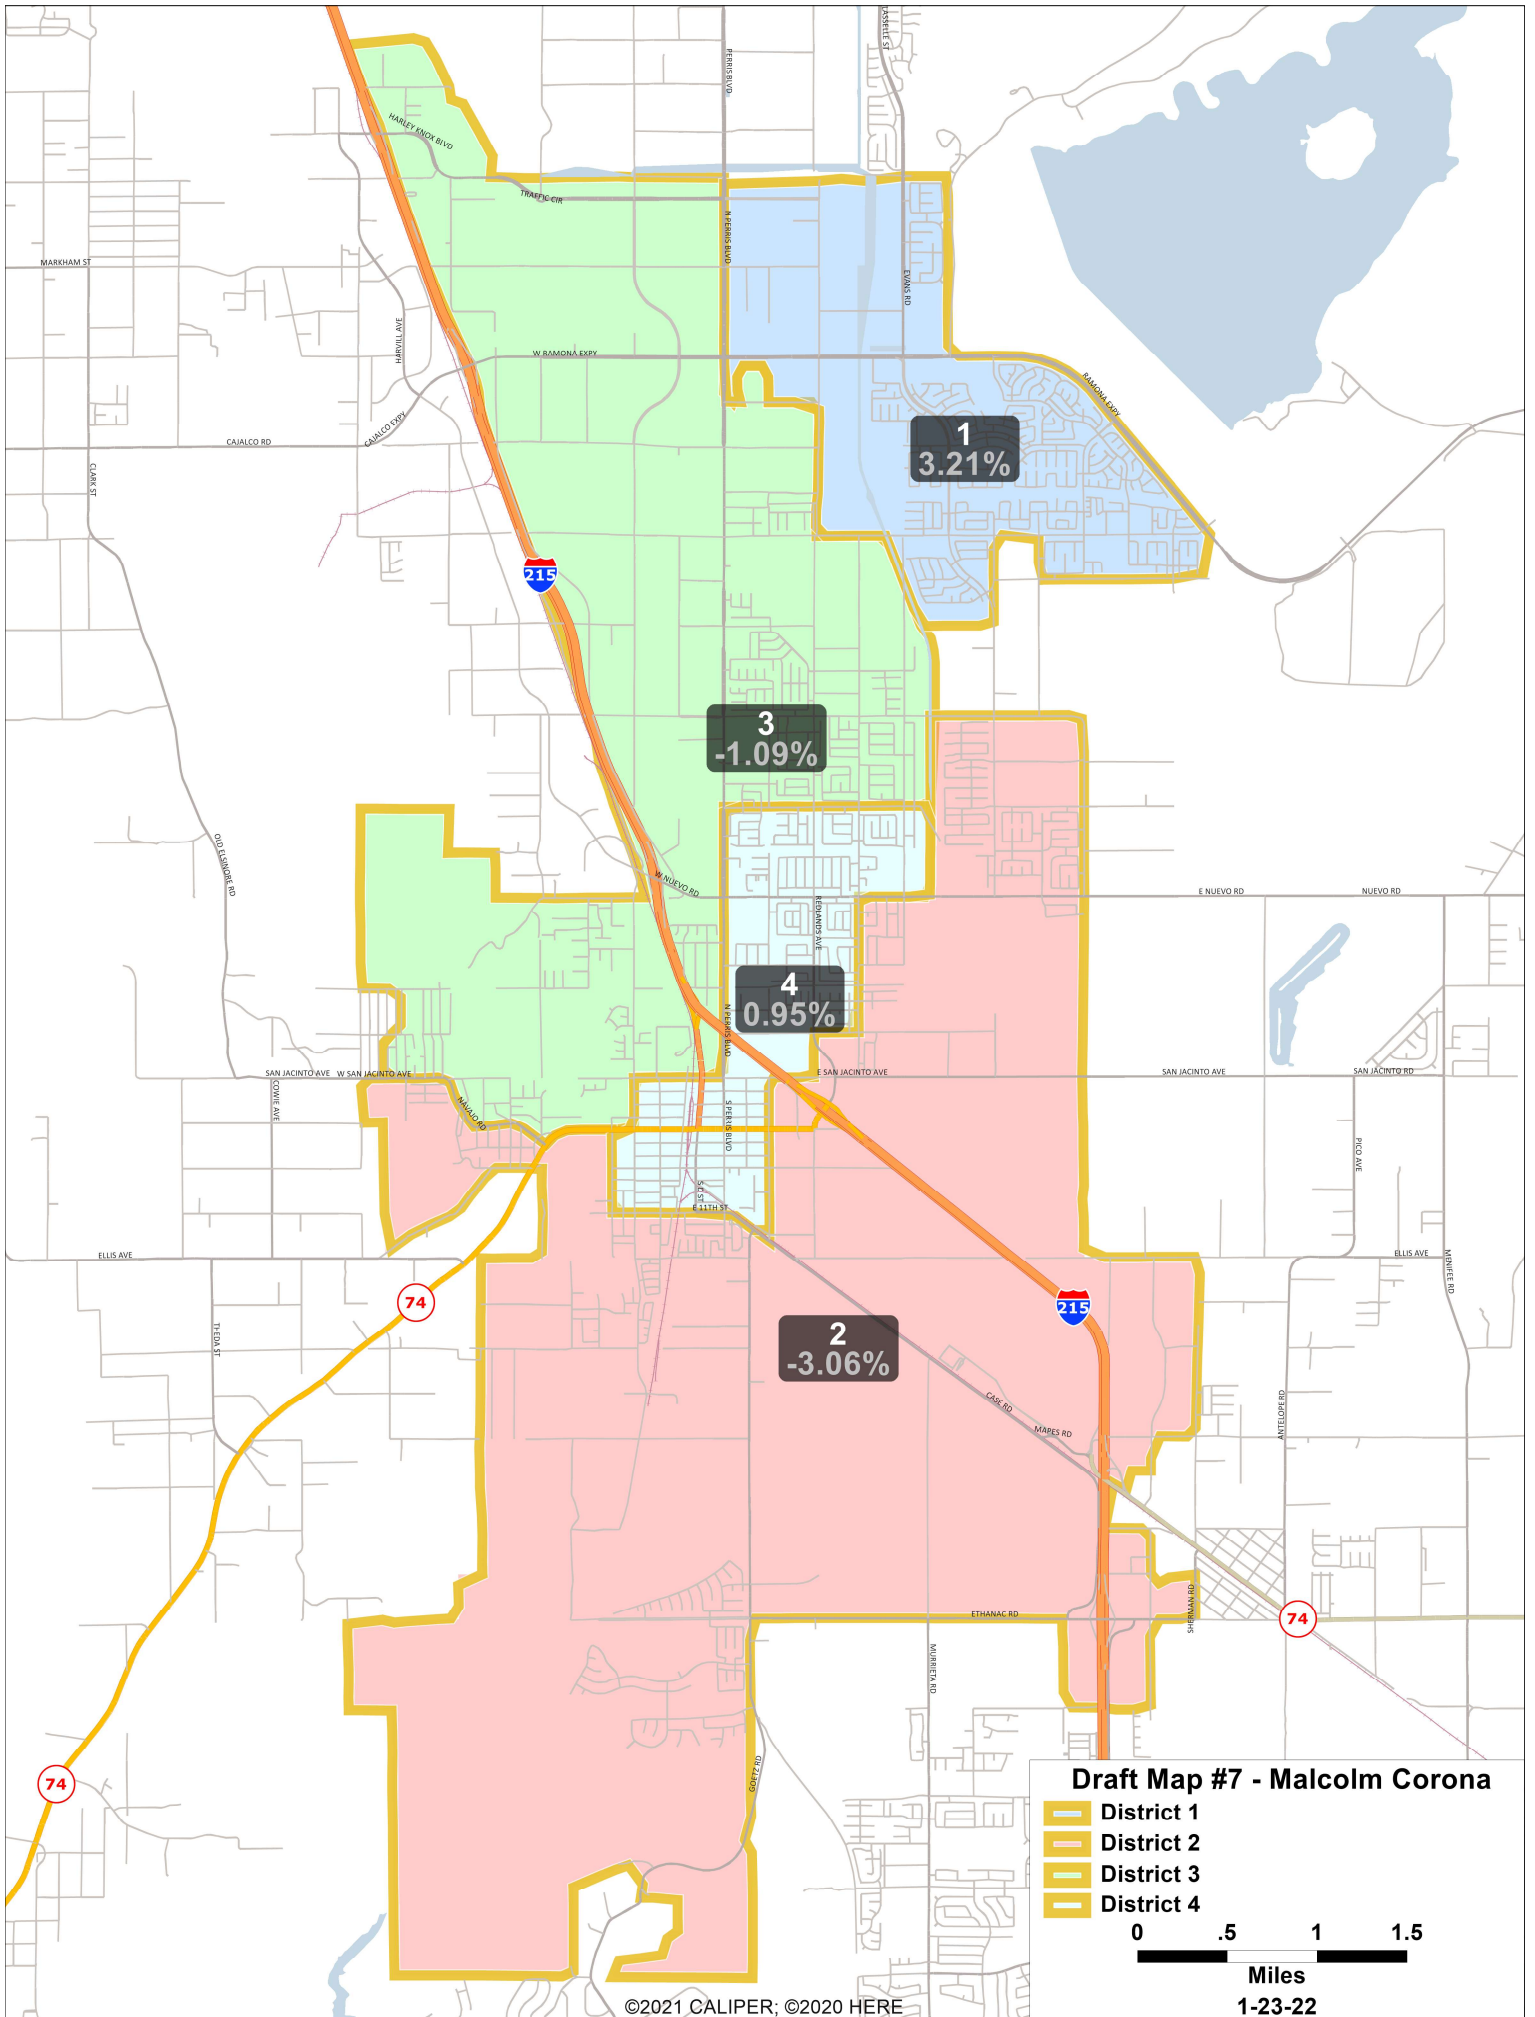 LASSELLE ST
PERRIS BLVD
HARLEY KNOX BLVD
TRAFFIC CIR
N PERRIS BLVD
MARKHAM ST
EVANS RD
HARVILL AVE
W RAMONA EXPY
RAMONA EXPY
CAJALCO EXPY
CAJALCO RD
1
3.21%
CLARK ST
215
3
-1.09%
OLD ELSINORE RD
W NUEVO RD
E NUEVO RD
NUEVO RD
REDLANDS AVE
4
0.95%
N PERRIS BLVD
SAN JACINTO AVE
W SAN JACINTO AVE
E SAN JACINTO AVE
SAN JACINTO AVE
SAN JACINTO RD
COWIE AVE
NAVAJO RD
S PERRIS BLVD
PICO AVE
S D ST
E 11TH ST
ELLIS AVE
ELLIS AVE
MENIFEE RD
74
215
THEDA ST
2
-3.06%
CASE RD
MAPES RD
ANTELOPE RD
SHERMAN RD
ETHANAC RD
74
MURRIETA RD
GOETZ RD
74
Draft Map #7 - Malcolm Corona
District 1
District 2
District 3
District 4
0 .5 1 1.5
Miles
1-23-22
©2021 CALIPER; ©2020 HERE